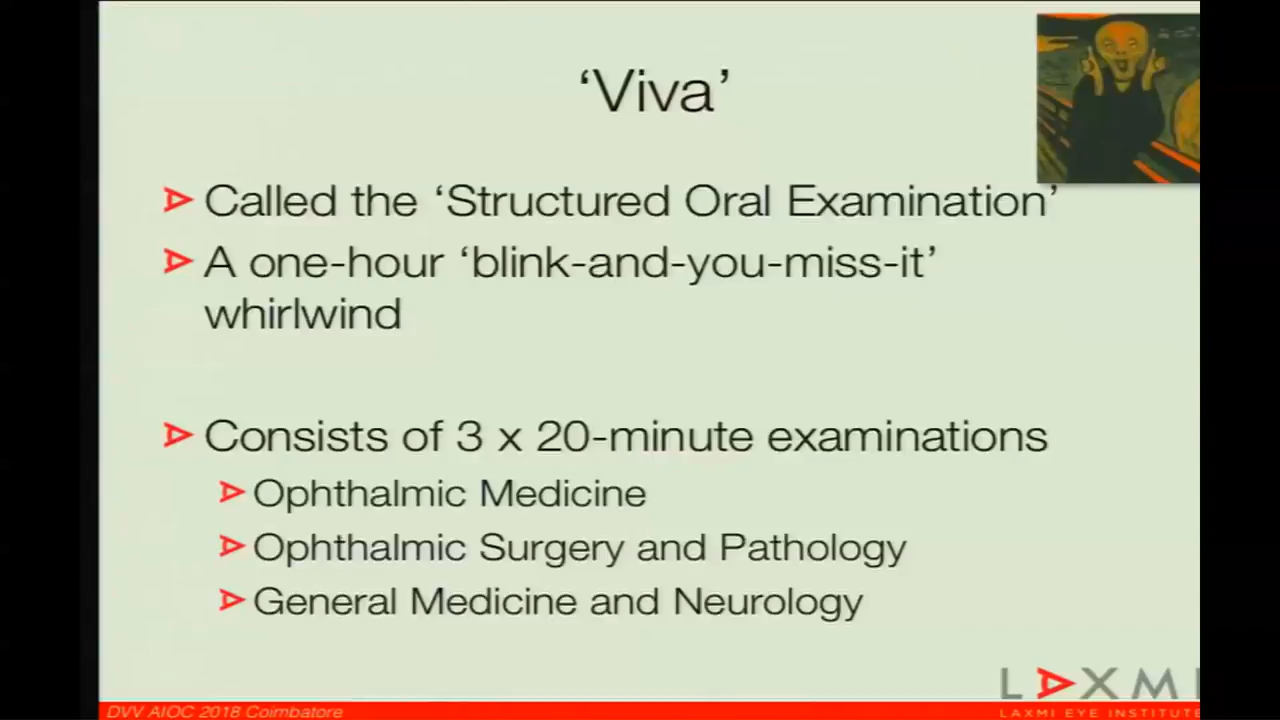 ‘Viva’
Called the ‘Structured Oral Examination’
A one-hour ‘blink-and-you-miss-it’
whirlwind
Consists of 3 x 20-minute examinations
Ophthalmic Medicine
Ophthalmic Surgery and Pathology
General Medicine and Neurology
LAXMI
LAXMI EYE INSTITUTE
DVV AIOC 2018 Coimbatore